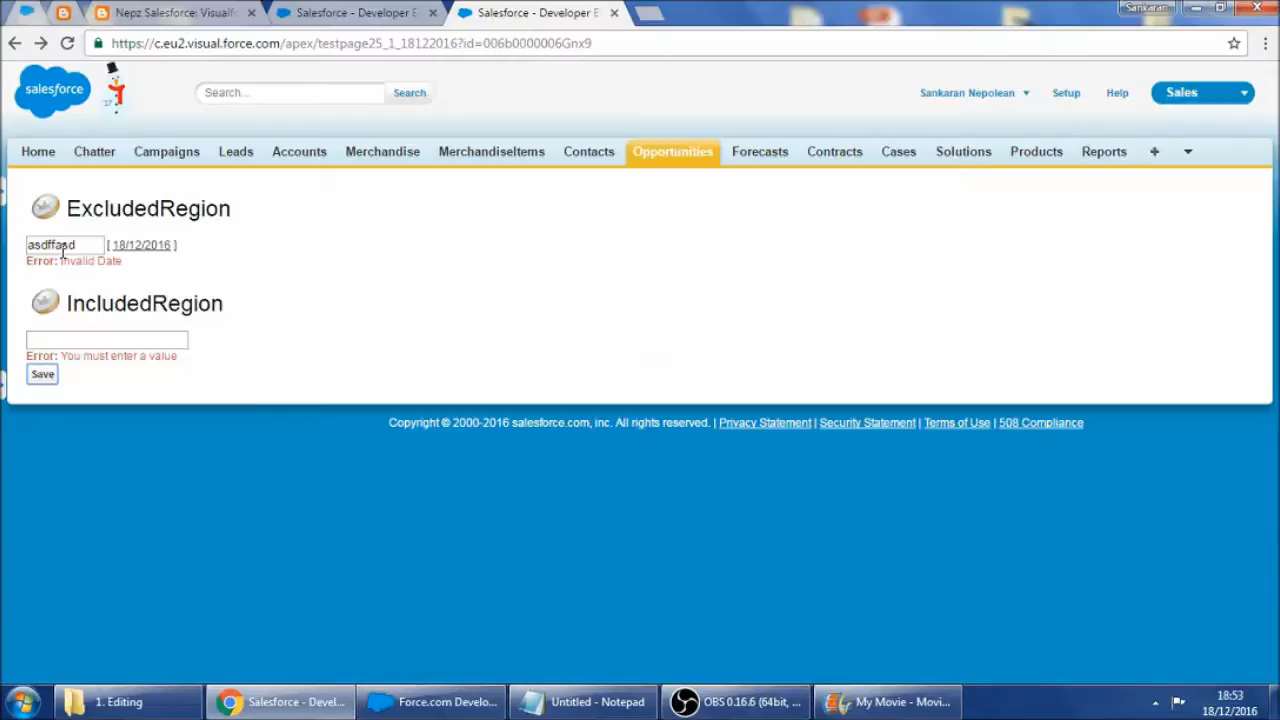 Nepz Salesforce: Visualf
Salesforce - Developer E
Salesforce - Developer E
Sankaran
https://c.eu2.visual.force.com/apex/testpage25_1_18122016?id=006b0000006Gnx9
salesforce
'17
Search...
Search
Sankaran Nepolean
Setup
Help
Sales
Home Chatter Campaigns Leads Accounts Merchandise MerchandiseItems Contacts Opportunities Forecasts Contracts Cases Solutions Products Reports +
ExcludedRegion
asdffasd [ 18/12/2016 ]
Error: Invalid Date
IncludedRegion
Error: You must enter a value
Save
Copyright © 2000-2016 salesforce.com, inc. All rights reserved. | Privacy Statement | Security Statement | Terms of Use | 508 Compliance
1. Editing
Salesforce - Devel...
Force.com Develo...
Untitled - Notepad
OBS 0.16.6 (64bit, ...
My Movie - Movi...
18:53
18/12/2016